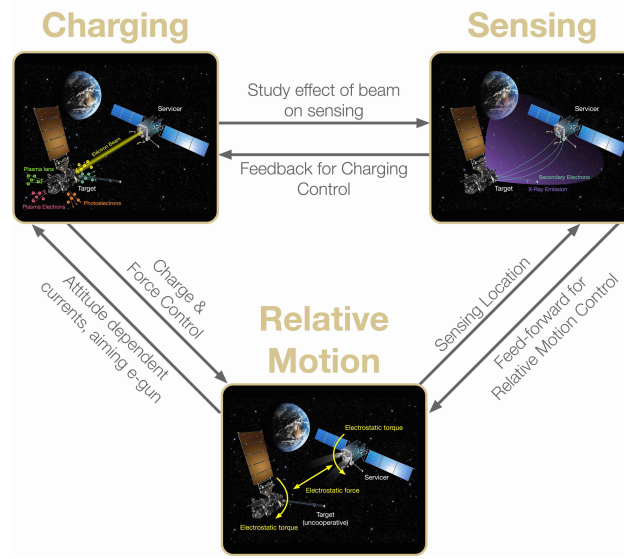 Charging
Sensing
Servicer
Electron Beam
Plasma Ions
Target
Plasma Electrons
Photoelectrons
Study effect of beam
on sensing
Feedback for Charging
Control
Servicer
Secondary Electrons
Target
X-Ray Emission
Charge &
Force Control
Attitude dependent
currents, aiming e-gun
Sensing Location
Feed-forward for
Relative Motion Control
Relative
Motion
Electrostatic torque
Servicer
Electrostatic force
Target
(uncooperative)
Electrostatic torque